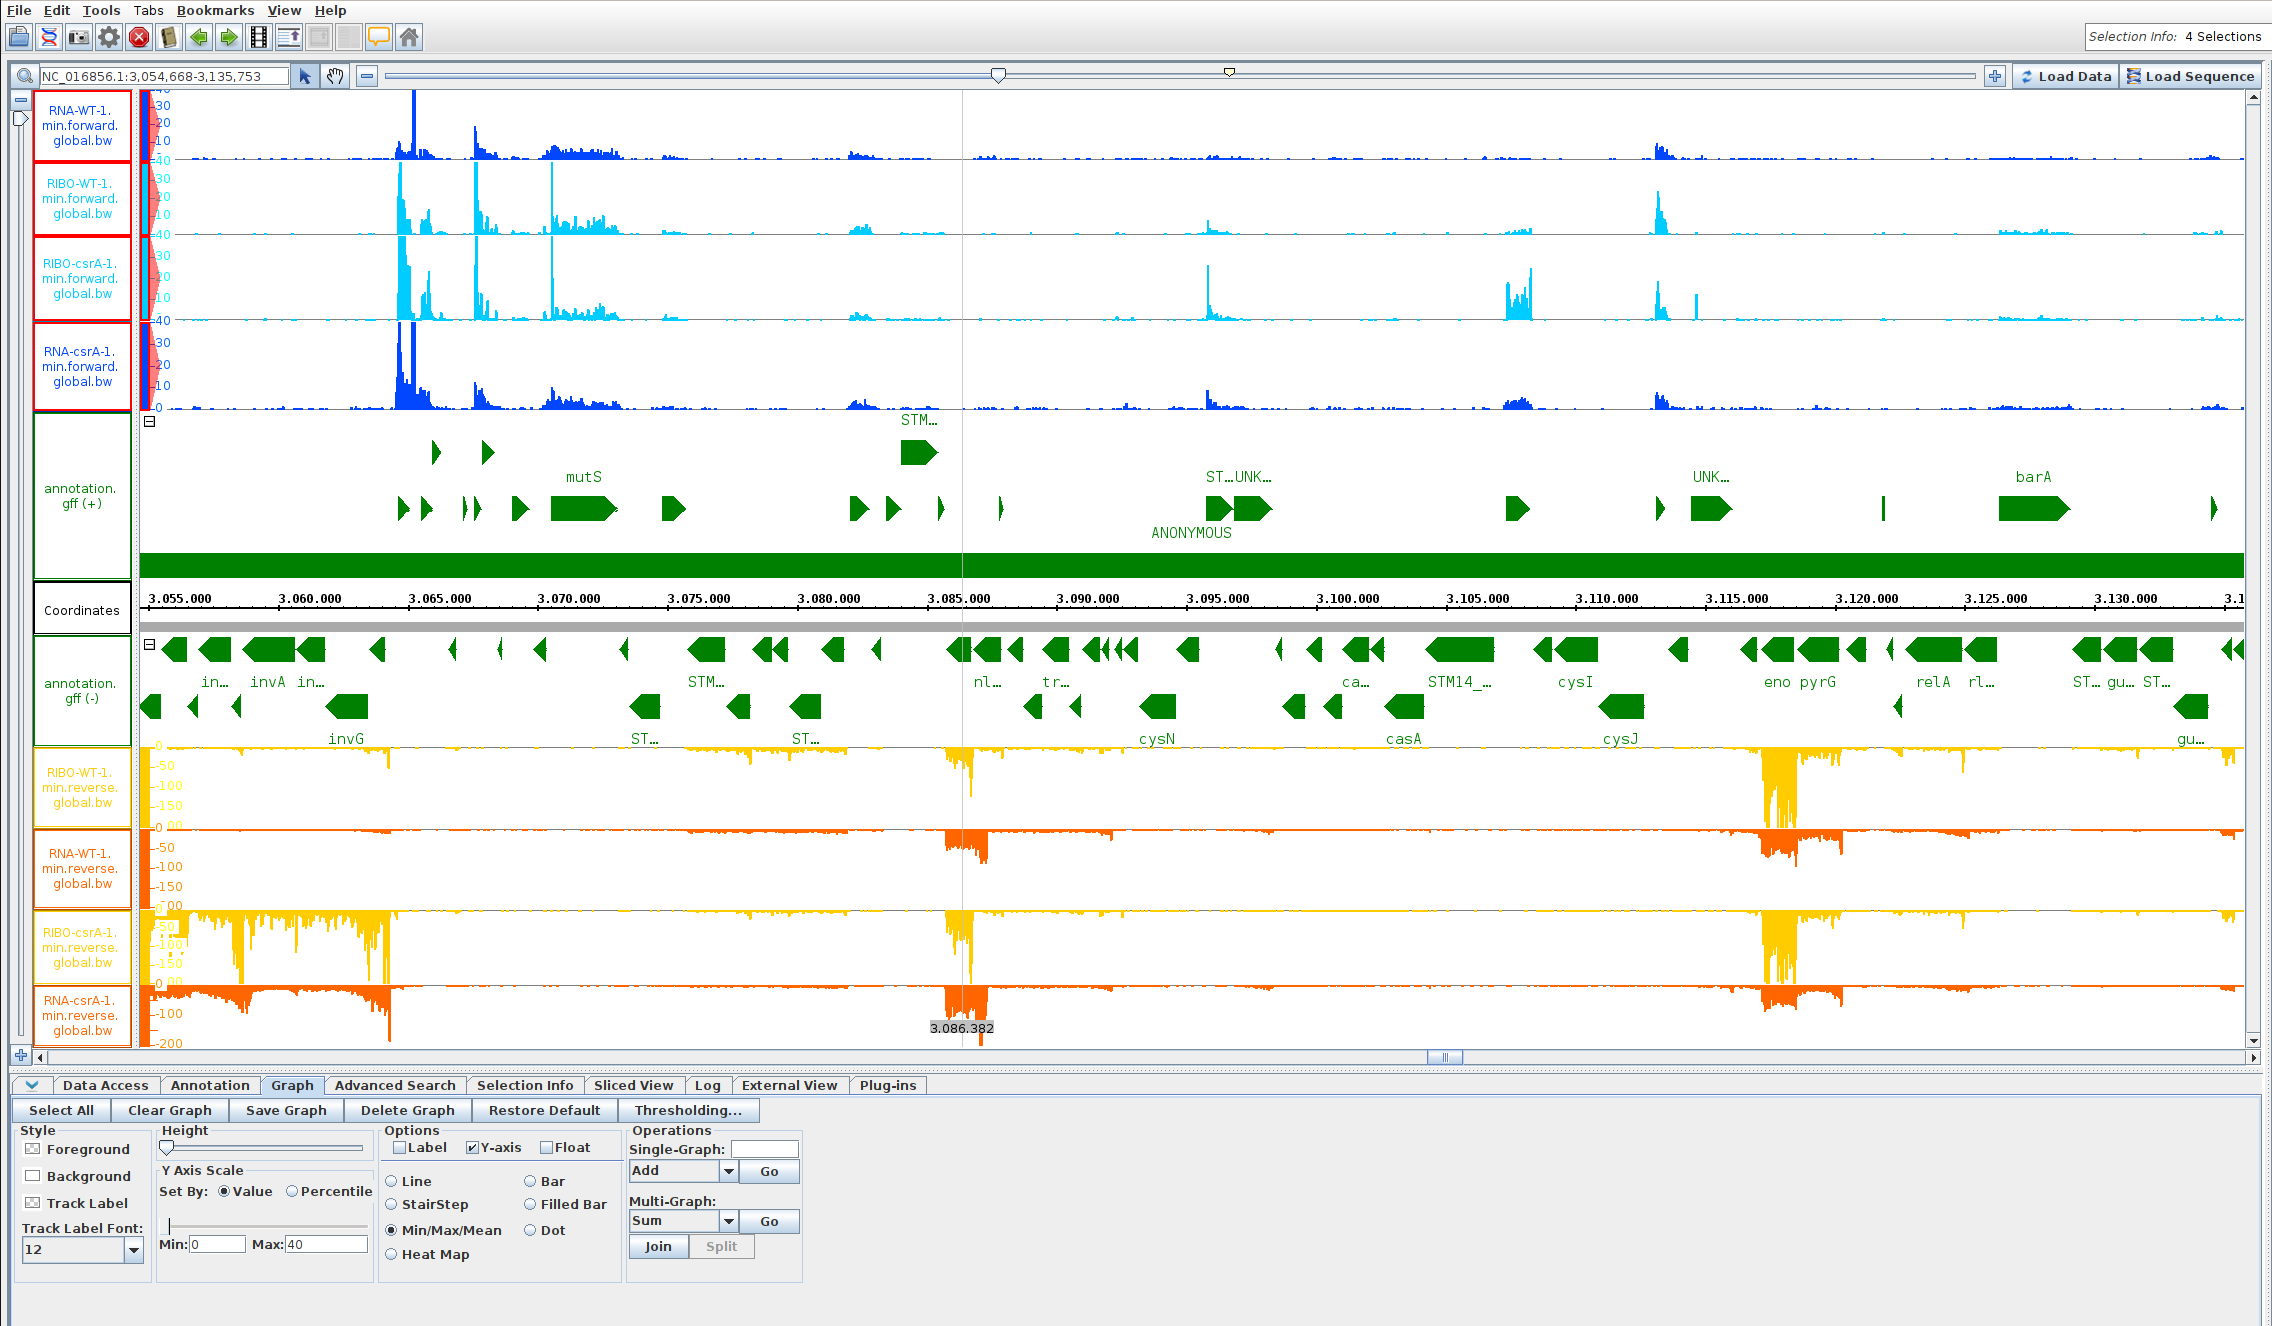 File Edit Tools Tabs Bookmarks View Help
Selection Info: 4 Selections
NC_016856.1:3,054,668-3,135,753
Load Data
Load Sequence
RNA-WT-1.
min.forward.
global.bw
40
30
20
10
RIBO-WT-1.
min.forward.
global.bw
40
30
20
10
RIBO-csrA-1.
min.forward.
global.bw
40
30
20
10
RNA-csrA-1.
min.forward.
global.bw
40
30
20
10
0
annotation.
gff (+)
STM...
mutS
ST...UNK...
UNK...
barA
ANONYMOUS
Coordinates
3.055.000 3.060.000 3.065.000 3.070.000 3.075.000 3.080.000 3.085.000 3.090.000 3.095.000 3.100.000 3.105.000 3.110.000 3.115.000 3.120.000 3.125.000 3.130.000 3.1
annotation.
gff (-)
in... invA in... STM... nl... tr... ca... STM14_... cysI eno pyrG relA rl... ST... gu... ST...
invG ST... ST... cysN casA cysJ gu...
RIBO-WT-1.
min.reverse.
global.bw
0
-50
-100
-150
RNA-WT-1.
min.reverse.
global.bw
0
-50
-100
-150
RIBO-csrA-1.
min.reverse.
global.bw
-50
-100
-150
RNA-csrA-1.
min.reverse.
global.bw
0
-100
-200
3.086.382
Data Access Annotation Graph Advanced Search Selection Info Sliced View Log External View Plug-ins
Select All Clear Graph Save Graph Delete Graph Restore Default Thresholding...
Style
Foreground
Background
Track Label
Track Label Font:
12
Height
Y Axis Scale
Set By: Value Percentile
Min: 0 Max: 40
Options
Label Y-axis Float
Line Bar
StairStep Filled Bar
Min/Max/Mean Dot
Heat Map
Operations
Single-Graph:
Add Go
Multi-Graph:
Sum Go
Join Split